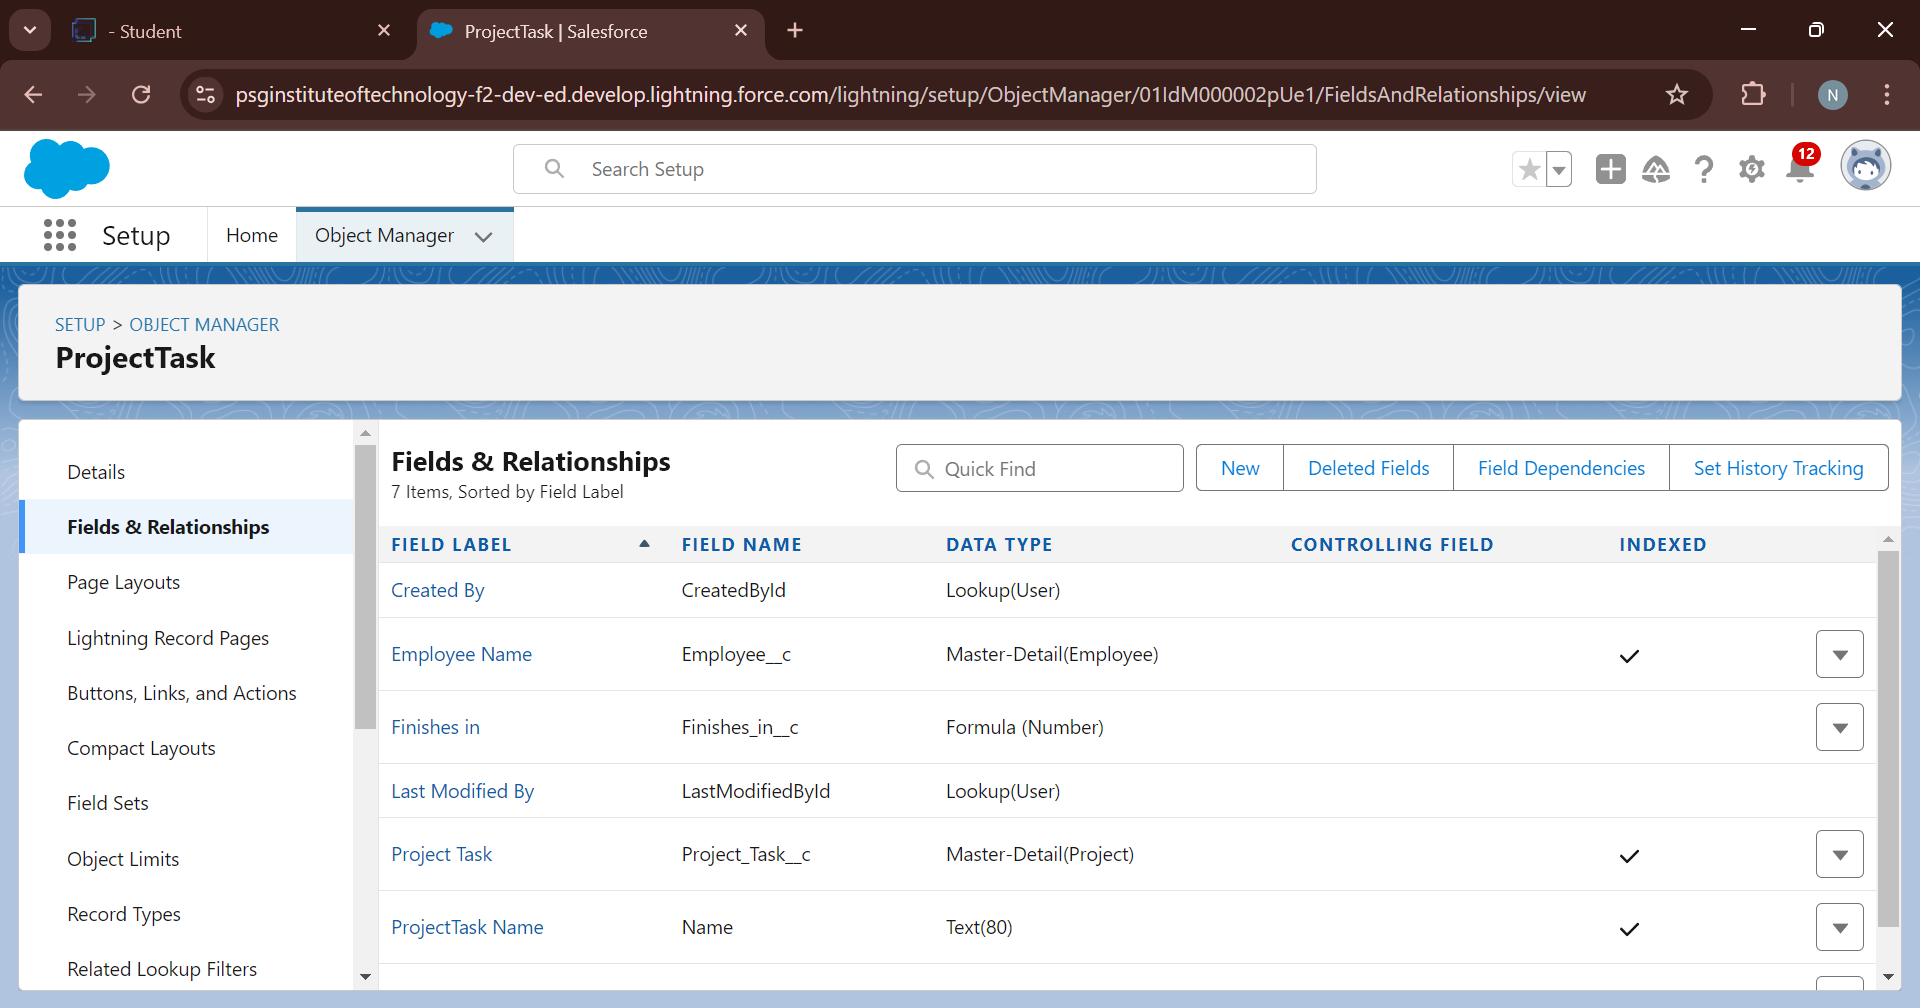 - Student
ProjectTask | Salesforce
psginstituteoftechnology-f2-dev-ed.develop.lightning.force.com/lightning/setup/ObjectManager/01IdM000002pUe1/FieldsAndRelationships/view
N
Search Setup
12
Setup
Home
Object Manager
SETUP > OBJECT MANAGER
ProjectTask
Details
Fields & Relationships
Page Layouts
Lightning Record Pages
Buttons, Links, and Actions
Compact Layouts
Field Sets
Object Limits
Record Types
Related Lookup Filters
Fields & Relationships
7 Items, Sorted by Field Label
Quick Find
New
Deleted Fields
Field Dependencies
Set History Tracking
FIELD LABEL FIELD NAME DATA TYPE CONTROLLING FIELD INDEXED
Created By CreatedById Lookup(User)
Employee Name Employee__c Master-Detail(Employee)
Finishes in Finishes_in__c Formula (Number)
Last Modified By LastModifiedById Lookup(User)
Project Task Project_Task__c Master-Detail(Project)
ProjectTask Name Name Text(80)